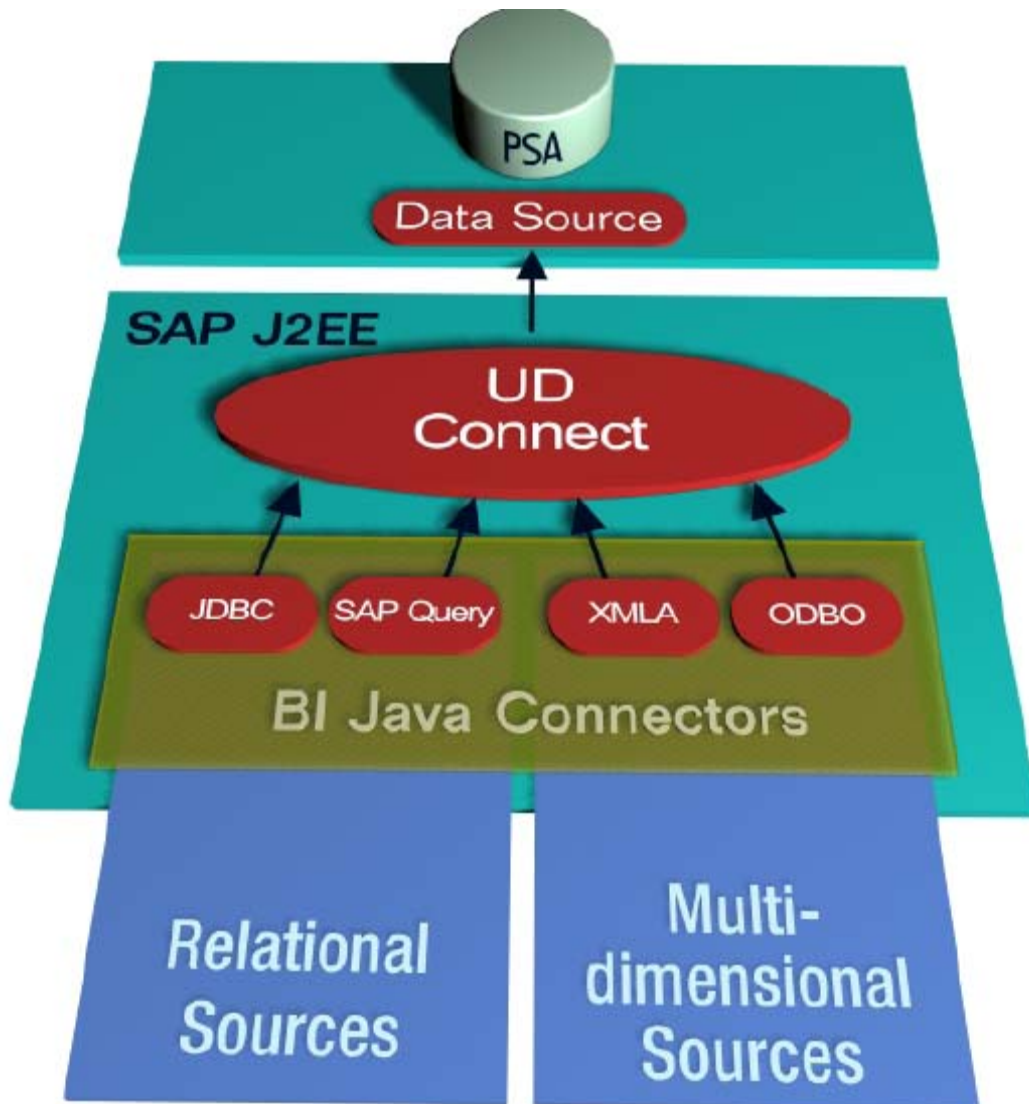 PSA
Data Source
SAP J2EE
UD
Connect
JDBC
SAP Query
XMLA
ODBO
BI Java Connectors
Relational
Sources
Multi-
dimensional
Sources